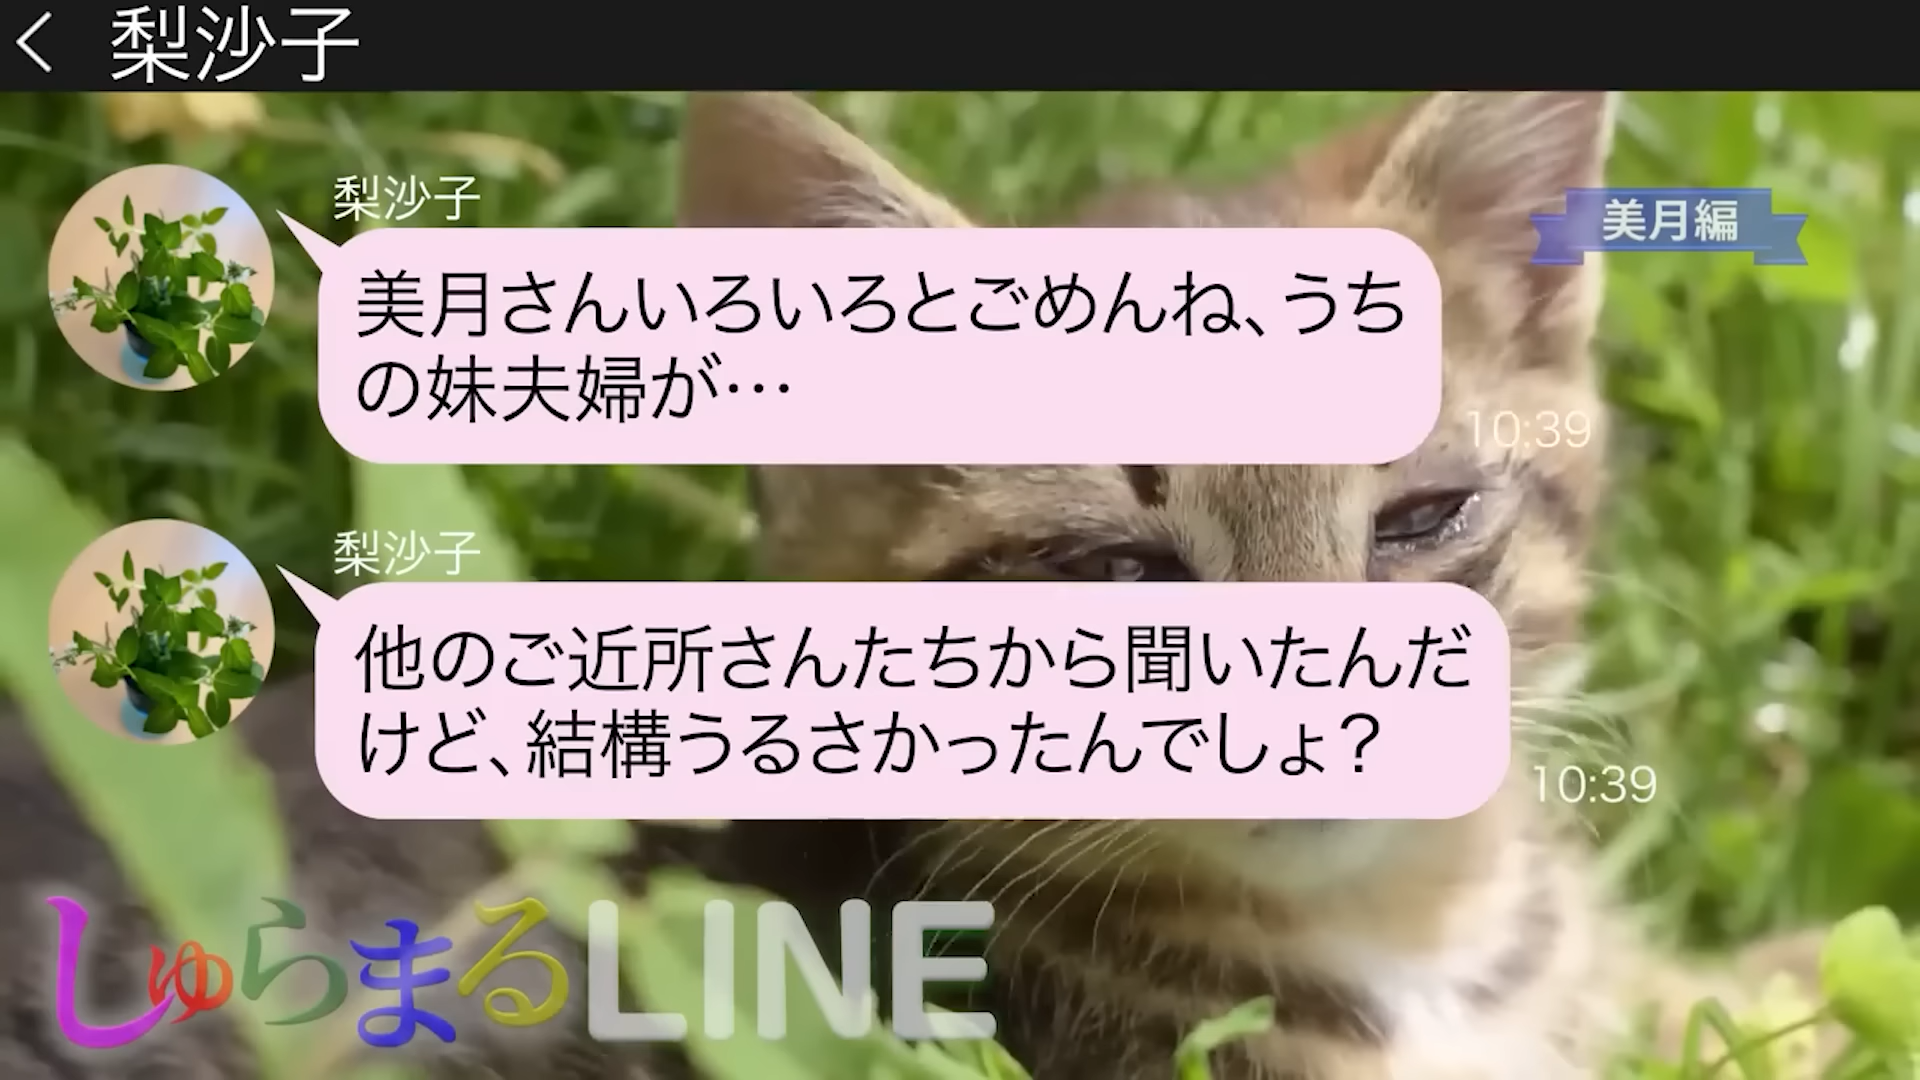 梨沙子
梨沙子
美月編
美月さんいろいろとごめんね、うち
の妹夫婦が…
10:39
梨沙子
他のご近所さんたちから聞いたんだ
けど、結構うるさかったんでしょ？
10:39
しゅらまるLINE